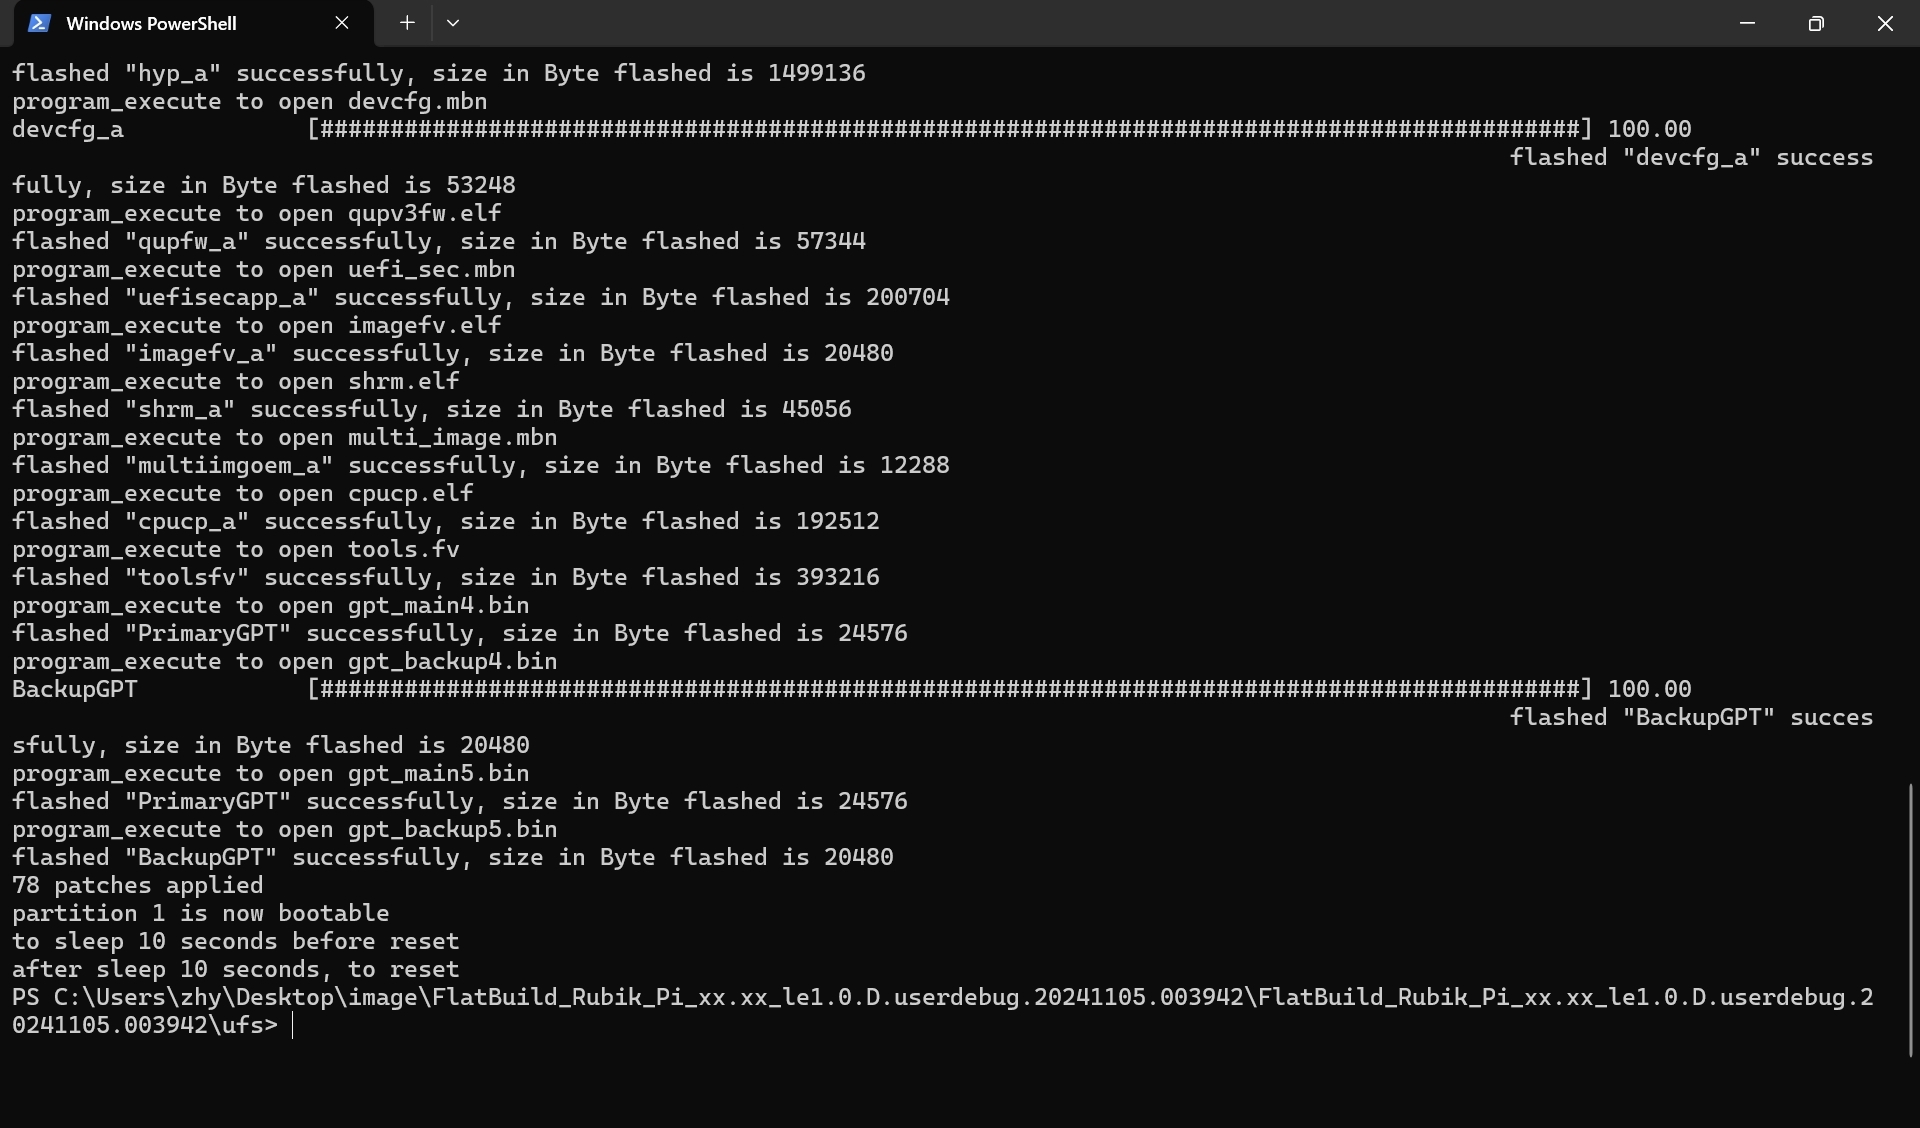 Windows PowerShell
flashed "hyp_a" successfully, size in Byte flashed is 1499136
program_execute to open devcfg.mbn
devcfg_a [##########################################################################################] 100.00
flashed "devcfg_a" success
fully, size in Byte flashed is 53248
program_execute to open qupv3fw.elf
flashed "qupfw_a" successfully, size in Byte flashed is 57344
program_execute to open uefi_sec.mbn
flashed "uefisecapp_a" successfully, size in Byte flashed is 200704
program_execute to open imagefv.elf
flashed "imagefv_a" successfully, size in Byte flashed is 20480
program_execute to open shrm.elf
flashed "shrm_a" successfully, size in Byte flashed is 45056
program_execute to open multi_image.mbn
flashed "multiimgoem_a" successfully, size in Byte flashed is 12288
program_execute to open cpucp.elf
flashed "cpucp_a" successfully, size in Byte flashed is 192512
program_execute to open tools.fv
flashed "toolsfv" successfully, size in Byte flashed is 393216
program_execute to open gpt_main4.bin
flashed "PrimaryGPT" successfully, size in Byte flashed is 24576
program_execute to open gpt_backup4.bin
BackupGPT [##########################################################################################] 100.00
flashed "BackupGPT" succes
sfully, size in Byte flashed is 20480
program_execute to open gpt_main5.bin
flashed "PrimaryGPT" successfully, size in Byte flashed is 24576
program_execute to open gpt_backup5.bin
flashed "BackupGPT" successfully, size in Byte flashed is 20480
78 patches applied
partition 1 is now bootable
to sleep 10 seconds before reset
after sleep 10 seconds, to reset
PS C:\Users\zhy\Desktop\image\FlatBuild_Rubik_Pi_xx.xx_le1.0.D.userdebug.20241105.003942\FlatBuild_Rubik_Pi_xx.xx_le1.0.D.userdebug.2
0241105.003942\ufs>